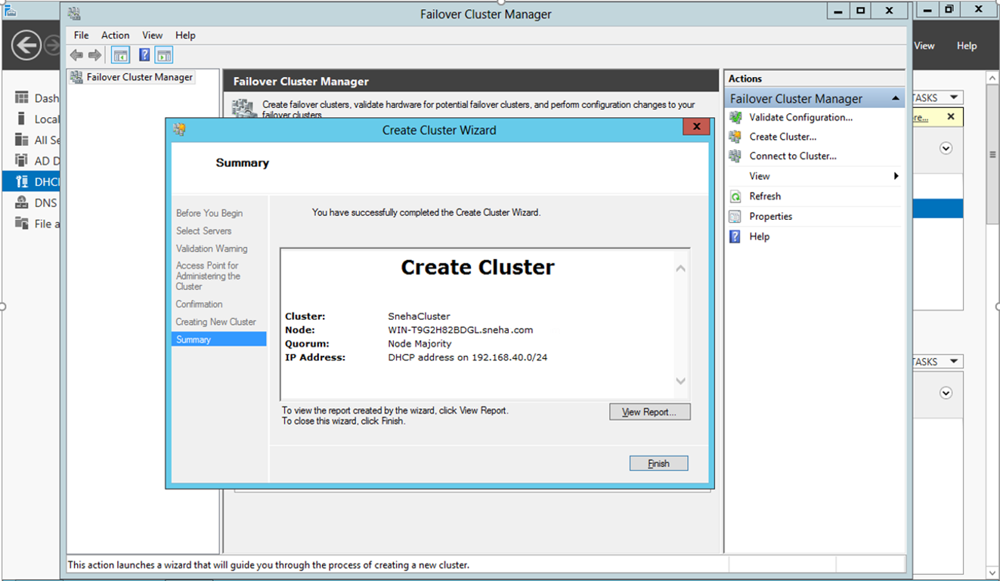 Failover Cluster Manager
File Action View Help
View Help
Failover Cluster Manager
Dash
Local
All Se
AD D
DHCP
DNS
File a
Failover Cluster Manager
Create failover clusters, validate hardware for potential failover clusters, and perform configuration changes to your
failover clusters.
Create Cluster Wizard
Summary
Before You Begin
Select Servers
Validation Warning
Access Point for
Administering the
Cluster
Confirmation
Creating New Cluster
Summary
You have successfully completed the Create Cluster Wizard.
Create Cluster
Cluster: SnehaCluster
Node: WIN-T9G2H82BDGL.sneha.com
Quorum: Node Majority
IP Address: DHCP address on 192.168.40.0/24
To view the report created by the wizard, click View Report.
To close this wizard, click Finish.
View Report...
Finish
Actions
Failover Cluster Manager
Validate Configuration...
Create Cluster...
Connect to Cluster...
View
Refresh
Properties
Help
TASKS
re...
TASKS
This action launches a wizard that will guide you through the process of creating a new cluster.